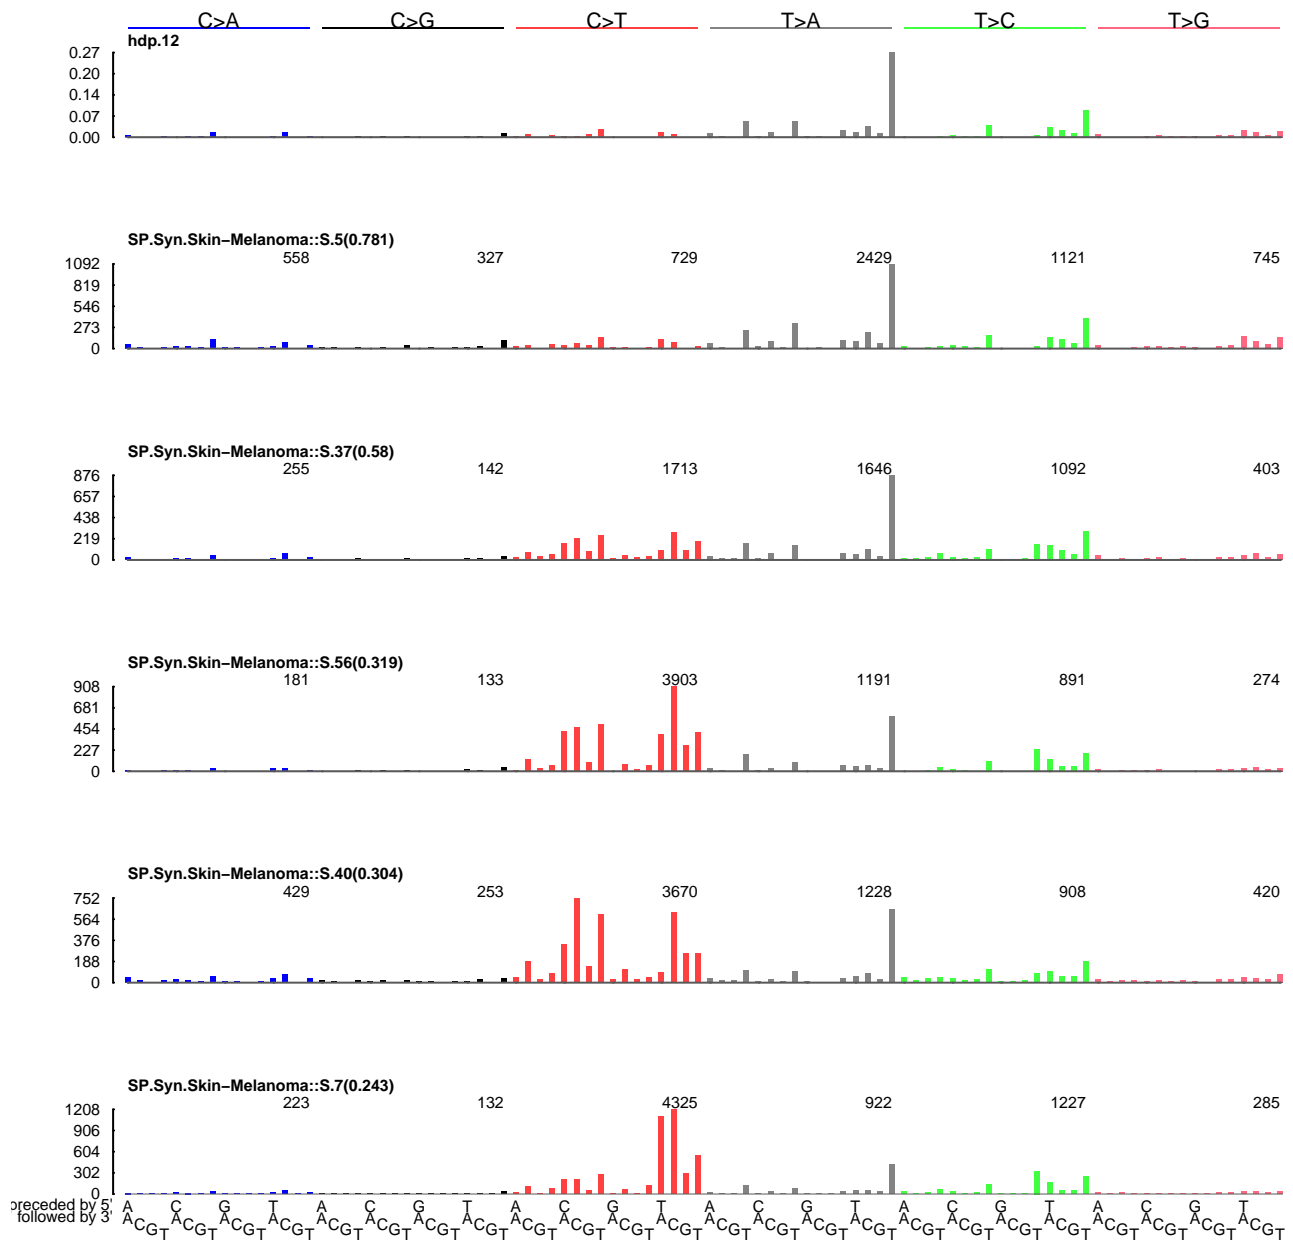 C>A C>G C>T T>A T>C T>G
hdp.12
0.27
0.20
0.14
0.07
0.00
SP.Syn.Skin−Melanoma::S.5(0.781)
558 327 729 2429 1121 745
1092
819
546
273
0
SP.Syn.Skin−Melanoma::S.37(0.58)
255 142 1713 1646 1092 403
876
657
438
219
0
SP.Syn.Skin−Melanoma::S.56(0.319)
181 133 3903 1191 891 274
908
681
454
227
0
SP.Syn.Skin−Melanoma::S.40(0.304)
429 253 3670 1228 908 420
752
564
376
188
0
SP.Syn.Skin−Melanoma::S.7(0.243)
223 132 4325 922 1227 285
1208
906
604
302
0
preceded by 5' A C G T A C G T A C G T A C G T A C G T A C G T
followed by 3' A C G T A C G T A C G T A C G T A C G T A C G T A C G T A C G T A C G T A C G T A C G T A C G T A C G T A C G T A C G T A C G T A C G T A C G T A C G T A C G T A C G T A C G T A C G T A C G T